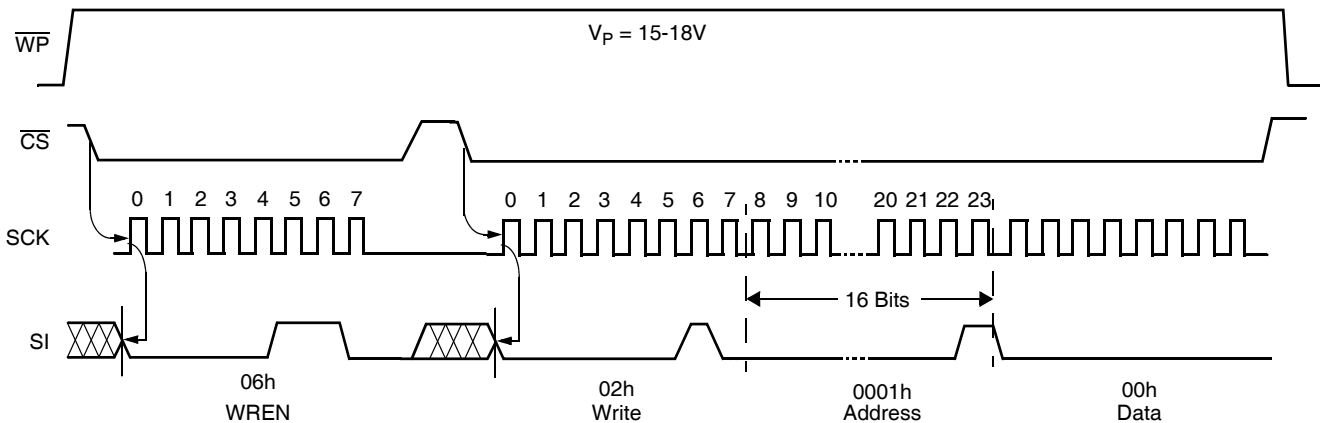 WP
V_P = 15-18V
CS
0 1 2 3 4 5 6 7
0 1 2 3 4 5 6 7 8 9 10 20 21 22 23
SCK
16 Bits
SI
06h
WREN
02h
Write
0001h
Address
00h
Data